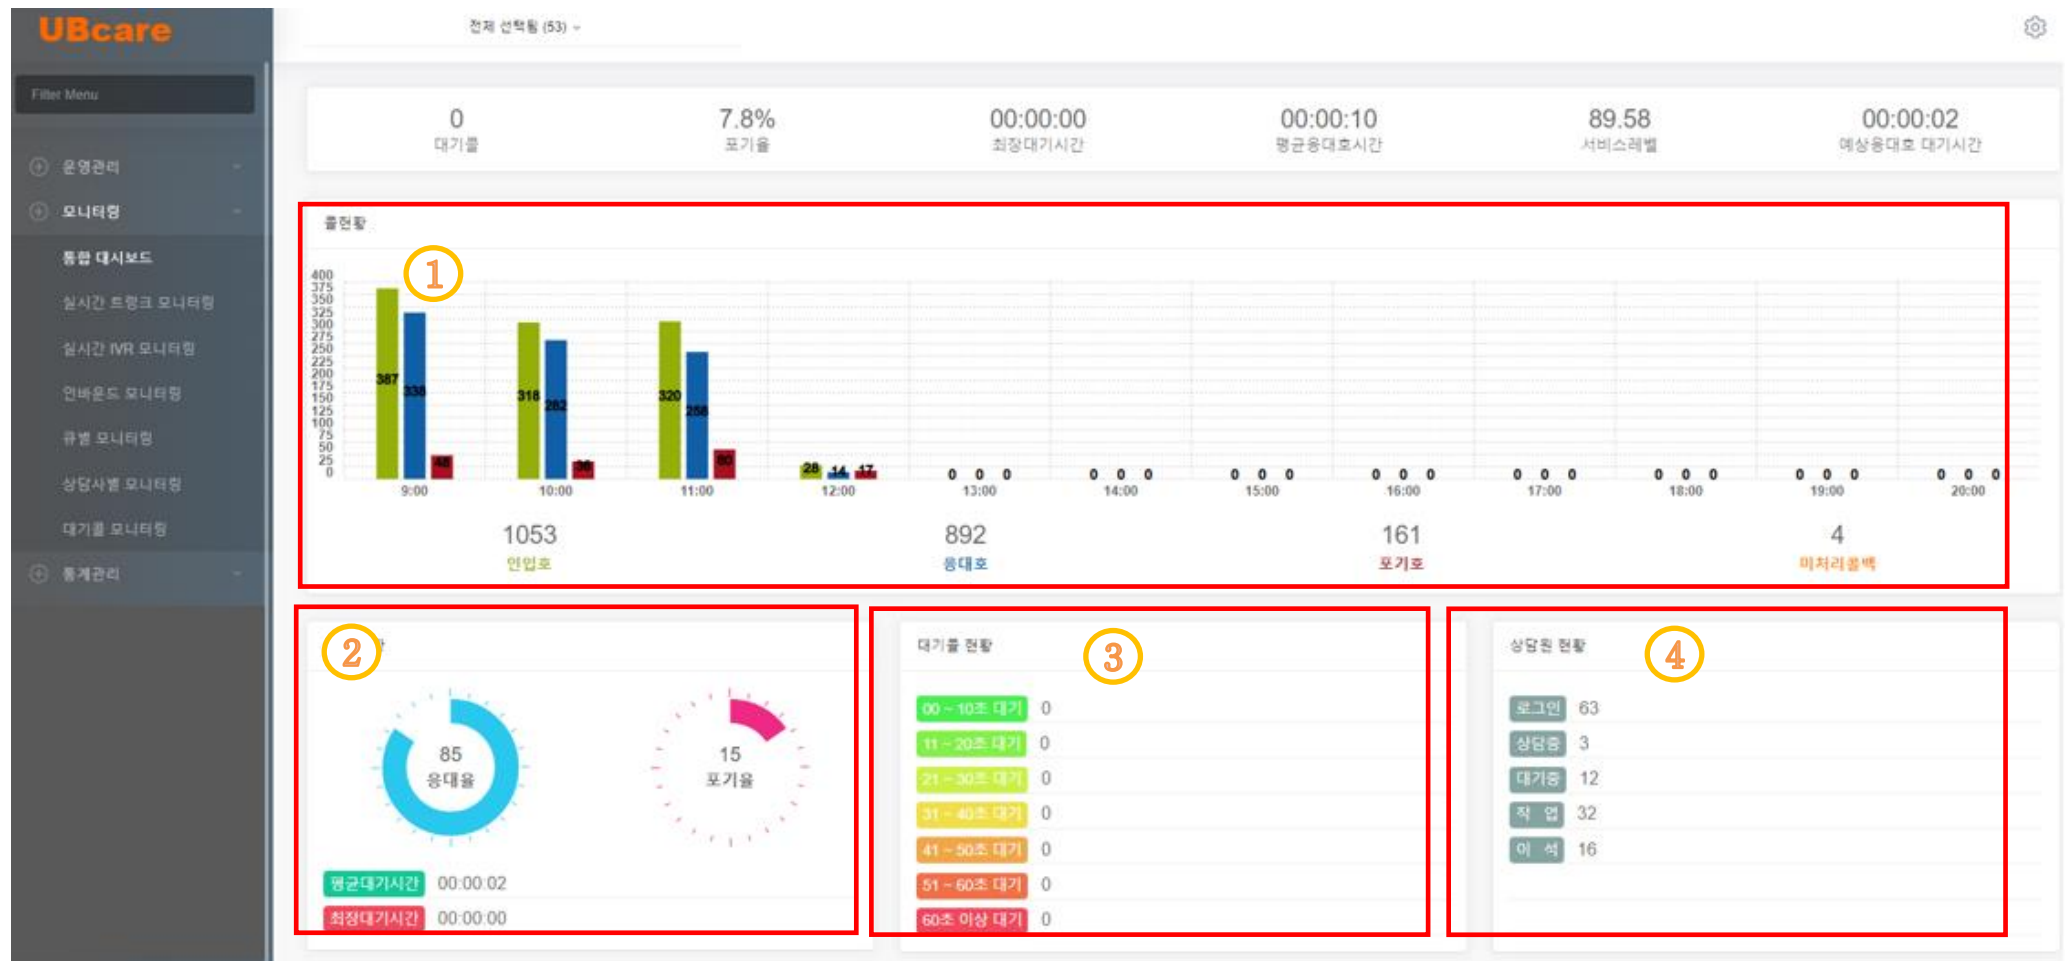 UBcare
전체 선택됨 (53)
Filter Menu
운영관리
모니터링
통합 대시보드
실시간 트렁크 모니터링
실시간 IVR 모니터링
인바운드 모니터링
큐별 모니터링
상담사별 모니터링
대기콜 모니터링
통계관리
0 7.8% 00:00:00 00:00:10 89.58 00:00:02
대기콜 포기율 최장대기시간 평균응대호시간 서비스레벨 예상응대호 대기시간
콜현황
①
400
375
350
325
300
275
250
225
200
175
150
125
100
75
50
25
0
387 338 48 318 282 36 320 258 60 28 14 17 0 0 0 0 0 0 0 0 0 0 0 0 0 0 0 0 0 0 0 0 0 0 0 0
9:00 10:00 11:00 12:00 13:00 14:00 15:00 16:00 17:00 18:00 19:00 20:00
1053 892 161 4
인입호 응대호 포기호 미처리콜백
②
85
응대율
15
포기율
평균대기시간 00:00:02
최장대기시간 00:00:00
대기콜 현황
③
00 ~ 10초 대기 0
11 ~ 20초 대기 0
21 ~ 30초 대기 0
31 ~ 40초 대기 0
41 ~ 50초 대기 0
51 ~ 60초 대기 0
60초 이상 대기 0
상담원 현황
④
로그인 63
상담중 3
대기중 12
작 업 32
이 석 16